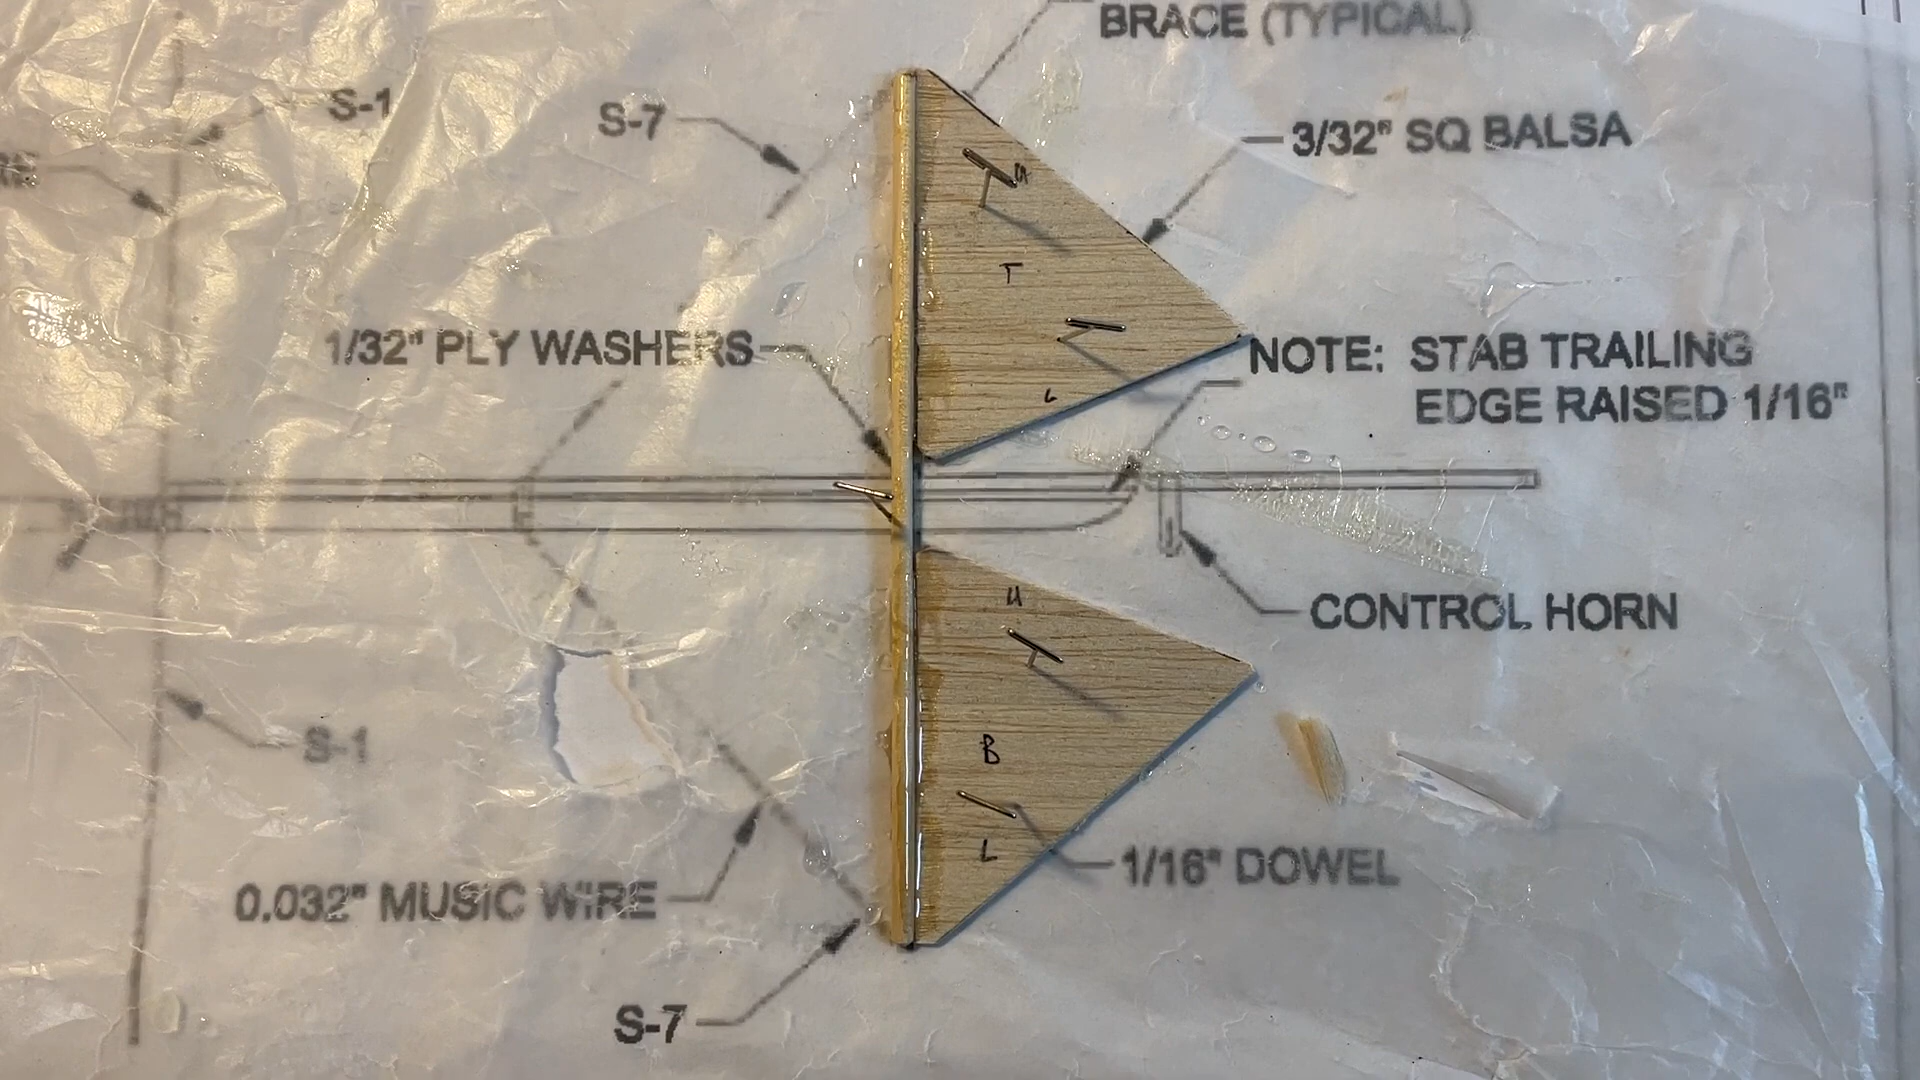 BRACE (TYPICAL)
S-1
S-7
3/32" SQ BALSA
1/32" PLY WASHERS
NOTE: STAB TRAILING
EDGE RAISED 1/16"
T
L
U
CONTROL HORN
B
S-1
L
1/16" DOWEL
0.032" MUSIC WIRE
S-7